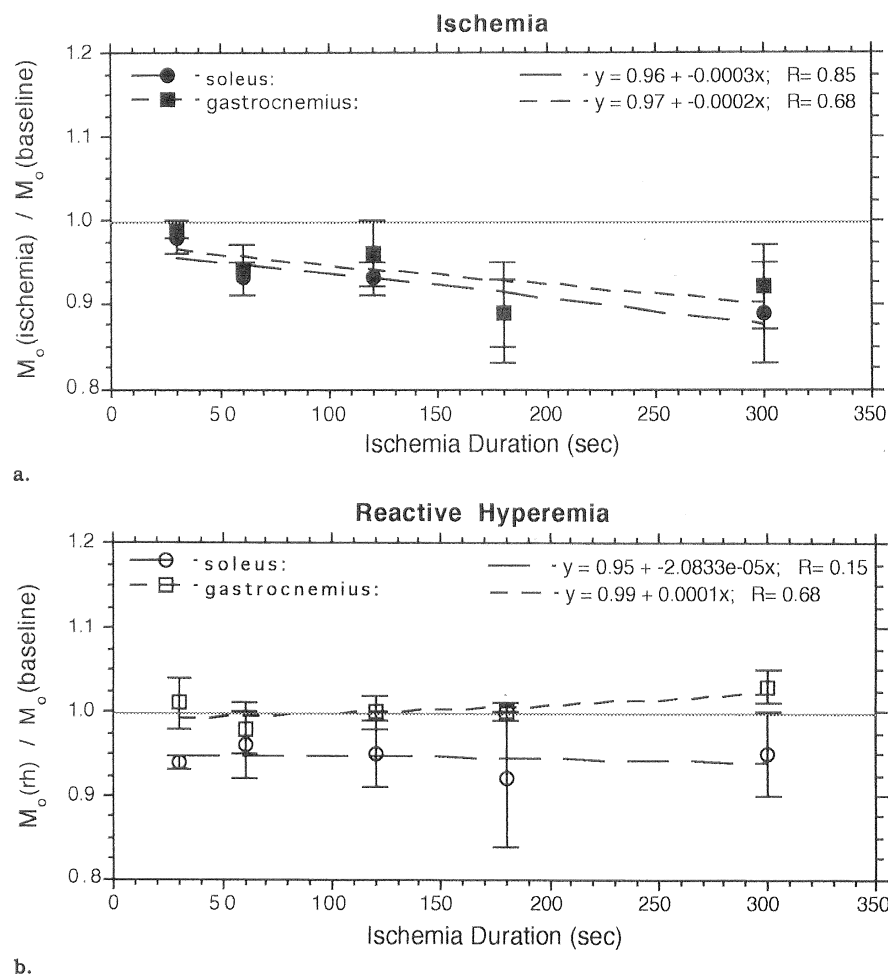 Ischemia
1.2
1.1
1.0
0.9
0.8
M_o(ischemia) / M_o(baseline)
soleus: y = 0.96 + -0.0003x; R= 0.85
gastrocnemius: y = 0.97 + -0.0002x; R= 0.68
0 50 100 150 200 250 300 350
Ischemia Duration (sec)
a.
Reactive Hyperemia
1.2
1.1
1.0
0.9
0.8
M_o(rh) / M_o(baseline)
soleus: y = 0.95 + -2.0833e-05x; R= 0.15
gastrocnemius: y = 0.99 + 0.0001x; R= 0.68
0 50 100 150 200 250 300 350
Ischemia Duration (sec)
b.